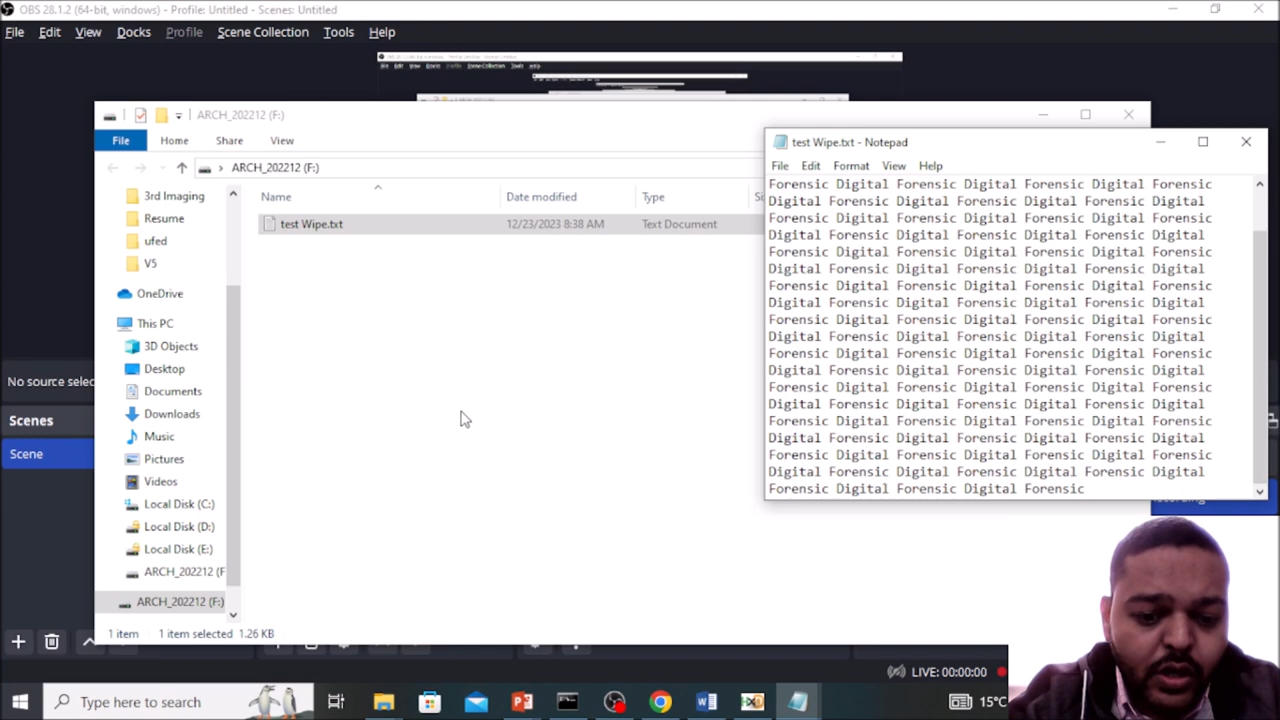 OBS 28.1.2 (64-bit, windows) - Profile: Untitled - Scenes: Untitled
File Edit View Docks Profile Scene Collection Tools Help
ARCH_202212 (F:)
File Home Share View
ARCH_202212 (F:)
3rd Imaging
Resume
ufed
V5
OneDrive
This PC
3D Objects
Desktop
Documents
Downloads
Music
Pictures
Videos
Local Disk (C:)
Local Disk (D:)
Local Disk (E:)
ARCH_202212 (F
ARCH_202212 (F:)
Name Date modified Type
test Wipe.txt 12/23/2023 8:38 AM Text Document
1 item 1 item selected 1.26 KB
test Wipe.txt - Notepad
File Edit Format View Help
Forensic Digital Forensic Digital Forensic Digital Forensic
Digital Forensic Digital Forensic Digital Forensic Digital
Forensic Digital Forensic Digital Forensic Digital Forensic
Digital Forensic Digital Forensic Digital Forensic Digital
Forensic Digital Forensic Digital Forensic Digital Forensic
Digital Forensic Digital Forensic Digital Forensic Digital
Forensic Digital Forensic Digital Forensic Digital Forensic
Digital Forensic Digital Forensic Digital Forensic Digital
Forensic Digital Forensic Digital Forensic Digital Forensic
Digital Forensic Digital Forensic Digital Forensic Digital
Forensic Digital Forensic Digital Forensic Digital Forensic
Digital Forensic Digital Forensic Digital Forensic Digital
Forensic Digital Forensic Digital Forensic Digital Forensic
Digital Forensic Digital Forensic Digital Forensic Digital
Forensic Digital Forensic Digital Forensic Digital Forensic
Digital Forensic Digital Forensic Digital Forensic Digital
Forensic Digital Forensic Digital Forensic Digital Forensic
Digital Forensic Digital Forensic Digital Forensic Digital
Forensic Digital Forensic Digital Forensic
No source selec
Scenes
Scene
LIVE: 00:00:00
Type here to search
15°C